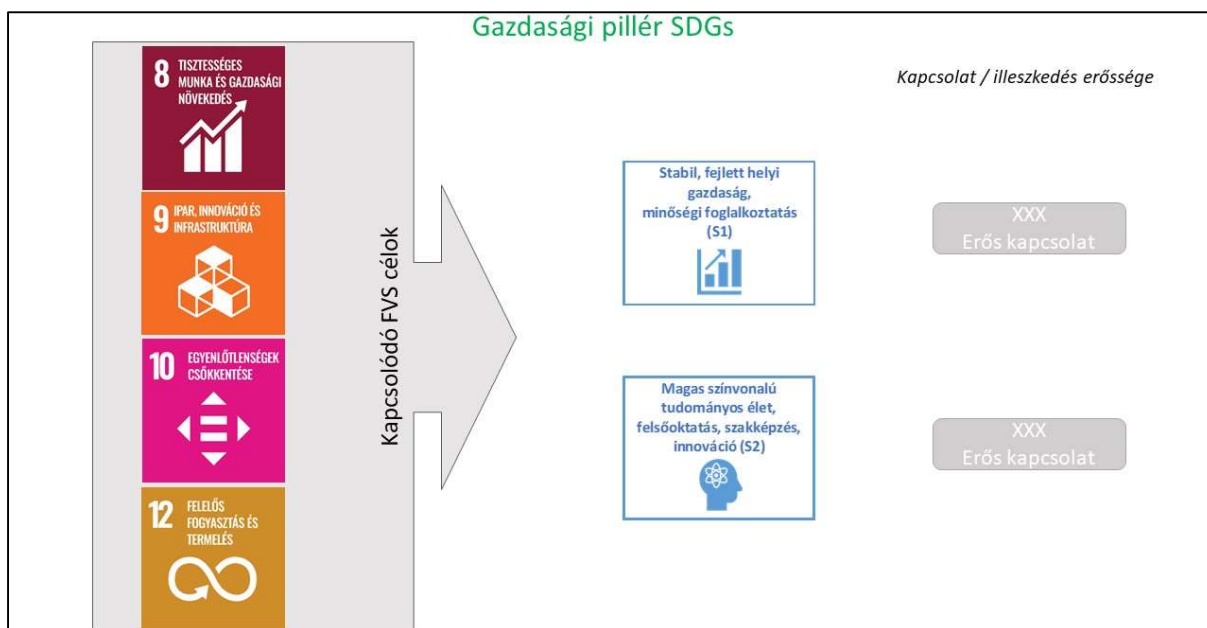 Gazdasági pillér SDGs
8 TISZTESSÉGES
MUNKA ÉS GAZDASÁGI
NÖVEKEDÉS
9 IPAR, INNOVÁCIÓ ÉS
INFRASTRUKTÚRA
10 EGYENLŐTLENSÉGEK
CSÖKKENTÉSE
12 FELELŐS
FOGYASZTÁS ÉS
TERMELÉS
Kapcsolódó FVS célok
Stabil, fejlett helyi
gazdaság,
minőségi foglalkoztatás
(S1)
Magas színvonalú
tudományos élet,
felsőoktatás, szakképzés,
innováció (S2)
Kapcsolat / illeszkedés erőssége
XXX
Erős kapcsolat
XXX
Erős kapcsolat